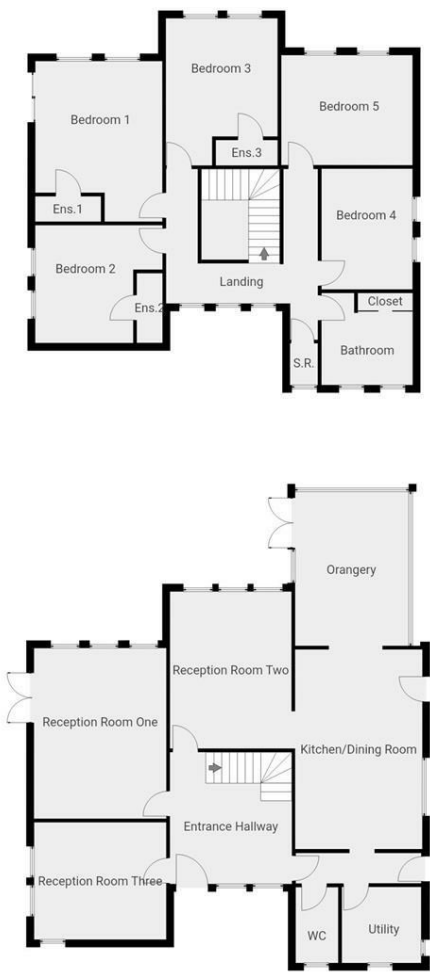 Bedroom 3
Bedroom 1
Bedroom 5
Ens.3
Ens.1
Bedroom 4
Bedroom 2
Landing
Ens.2
Closet
S.R.
Bathroom
Orangery
Reception Room Two
Reception Room One
Kitchen/Dining Room
Entrance Hallway
Reception Room Three
WC
Utility